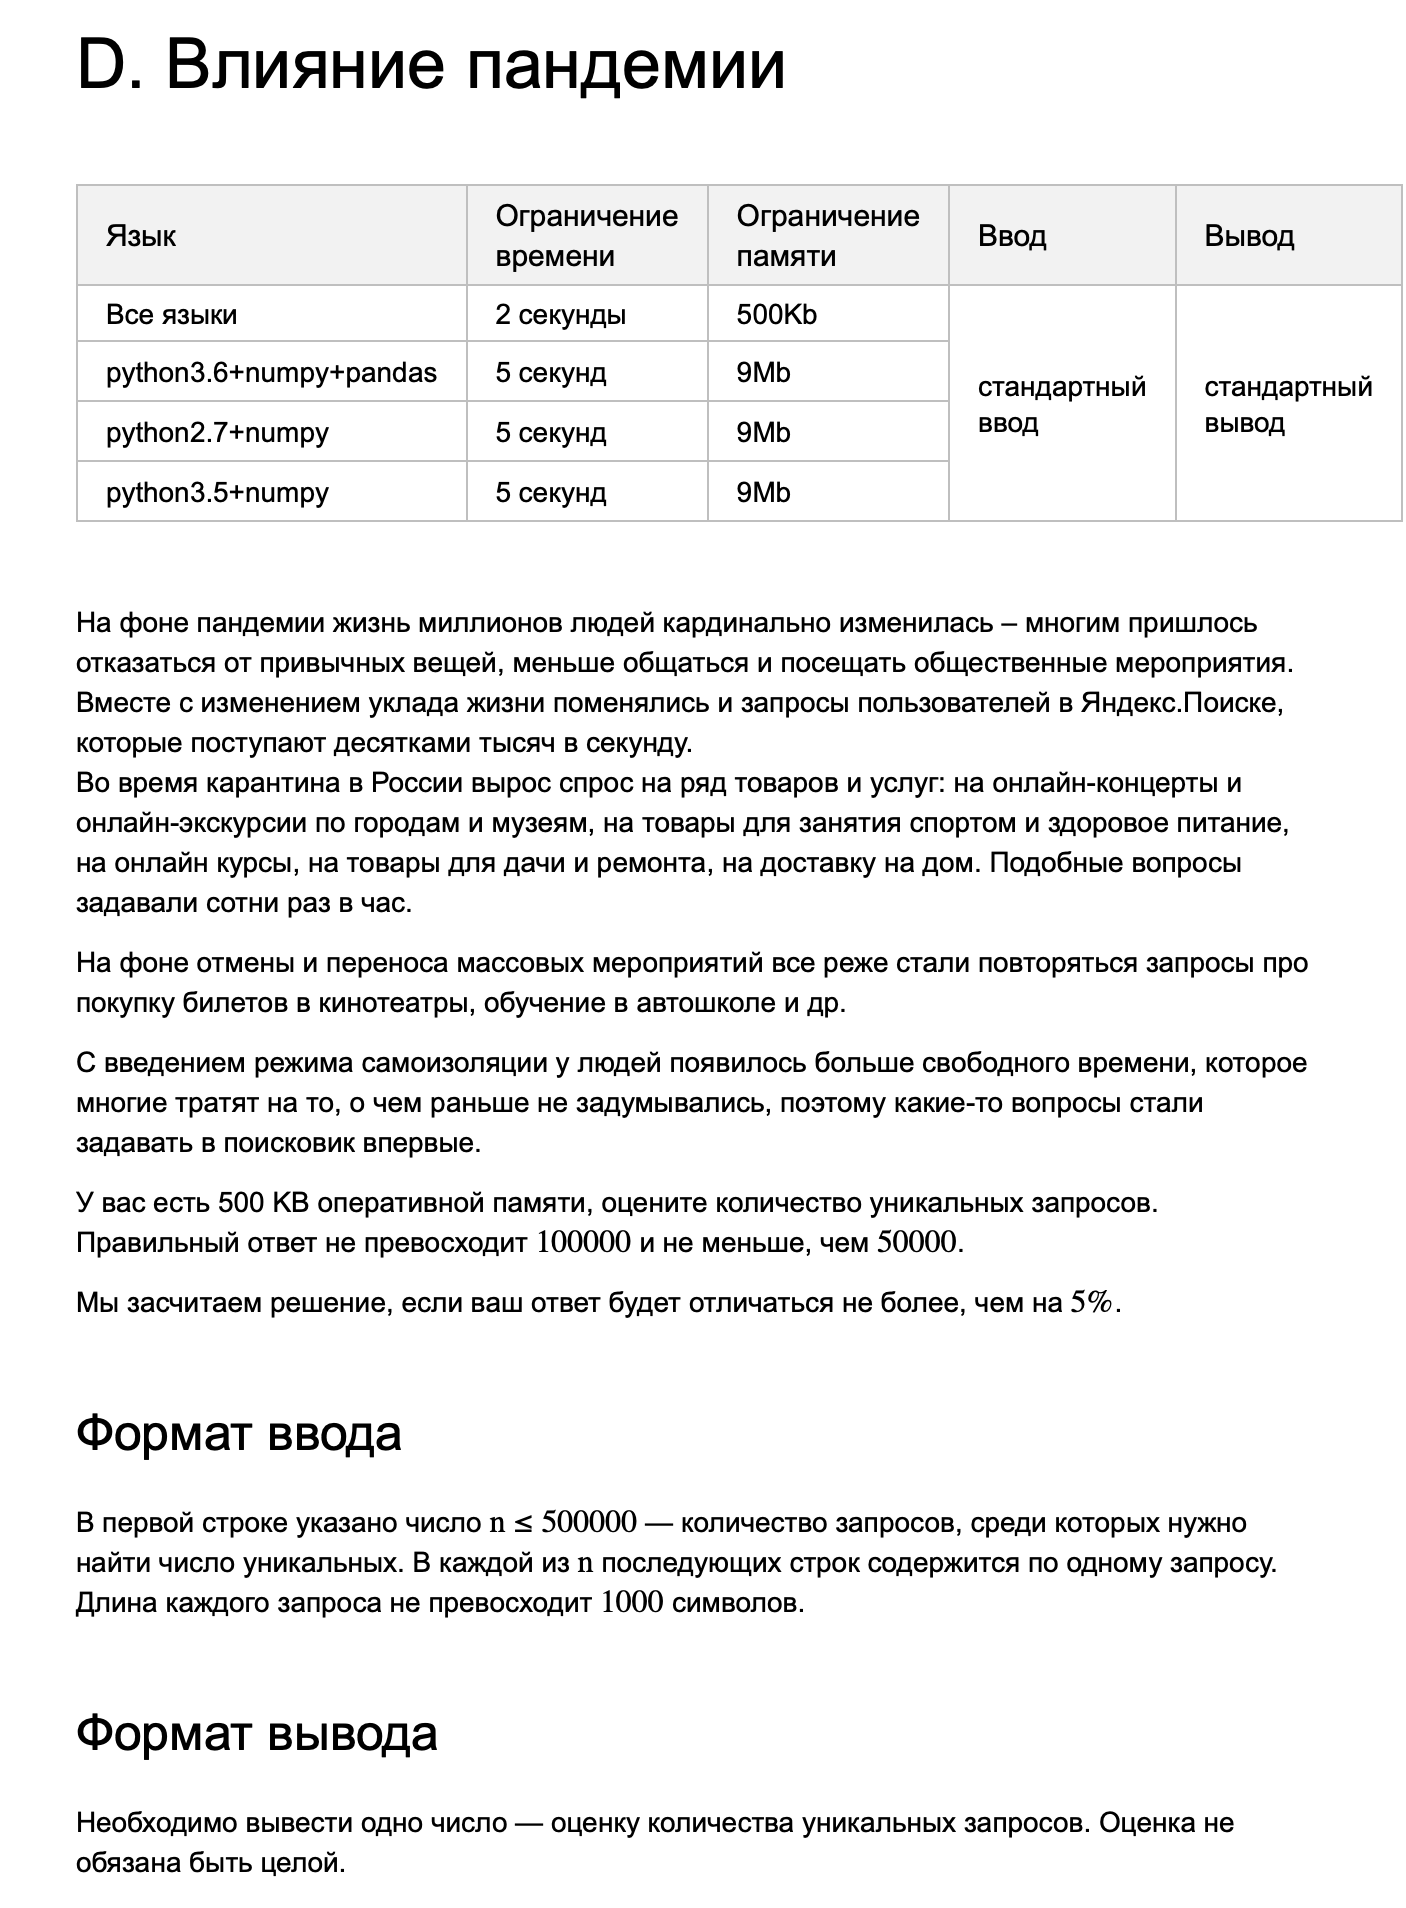 D. Влияние пандемии
Язык
Ограничение
времени
Ограничение
памяти
Ввод
Вывод
Все языки
2 секунды
500Kb
стандартный
ввод
стандартный
вывод
python3.6+numpy+pandas
5 секунд
9Mb
python2.7+numpy
5 секунд
9Mb
python3.5+numpy
5 секунд
9Mb
На фоне пандемии жизнь миллионов людей кардинально изменилась – многим пришлось
отказаться от привычных вещей, меньше общаться и посещать общественные мероприятия.
Вместе с изменением уклада жизни поменялись и запросы пользователей в Яндекс.Поиске,
которые поступают десятками тысяч в секунду.
Во время карантина в России вырос спрос на ряд товаров и услуг: на онлайн-концерты и
онлайн-экскурсии по городам и музеям, на товары для занятия спортом и здоровое питание,
на онлайн курсы, на товары для дачи и ремонта, на доставку на дом. Подобные вопросы
задавали сотни раз в час.
На фоне отмены и переноса массовых мероприятий все реже стали повторяться запросы про
покупку билетов в кинотеатры, обучение в автошколе и др.
С введением режима самоизоляции у людей появилось больше свободного времени, которое
многие тратят на то, о чем раньше не задумывались, поэтому какие-то вопросы стали
задавать в поисковик впервые.
У вас есть 500 KB оперативной памяти, оцените количество уникальных запросов.
Правильный ответ не превосходит 100000 и не меньше, чем 50000.
Мы засчитаем решение, если ваш ответ будет отличаться не более, чем на 5%.
Формат ввода
В первой строке указано число n ≤ 500000 — количество запросов, среди которых нужно
найти число уникальных. В каждой из n последующих строк содержится по одному запросу.
Длина каждого запроса не превосходит 1000 символов.
Формат вывода
Необходимо вывести одно число — оценку количества уникальных запросов. Оценка не
обязана быть целой.